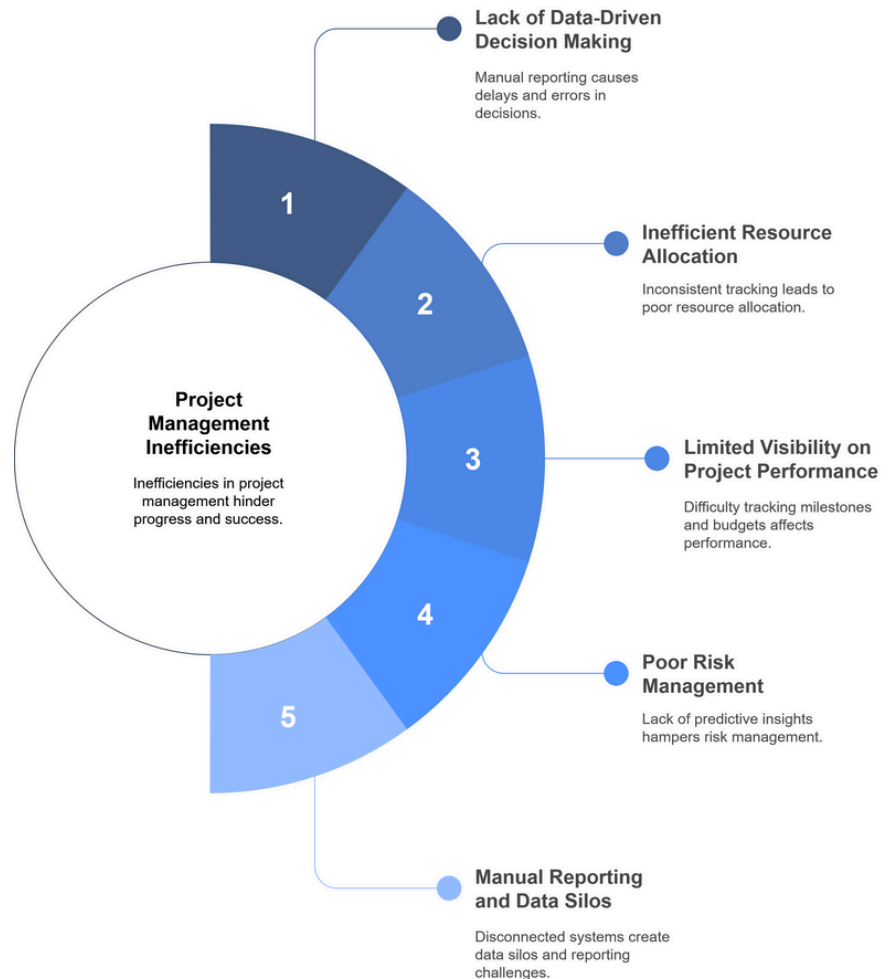 Lack of Data-Driven
Decision Making
Manual reporting causes
delays and errors in
decisions.
1
Inefficient Resource
Allocation
Inconsistent tracking leads to
poor resource allocation.
2
Project
Management
Inefficiencies
Inefficiencies in project
management hinder
progress and success.
3
Limited Visibility on
Project Performance
Difficulty tracking milestones
and budgets affects
performance.
4
Poor Risk
Management
Lack of predictive insights
hampers risk management.
5
Manual Reporting
and Data Silos
Disconnected systems create
data silos and reporting
challenges.